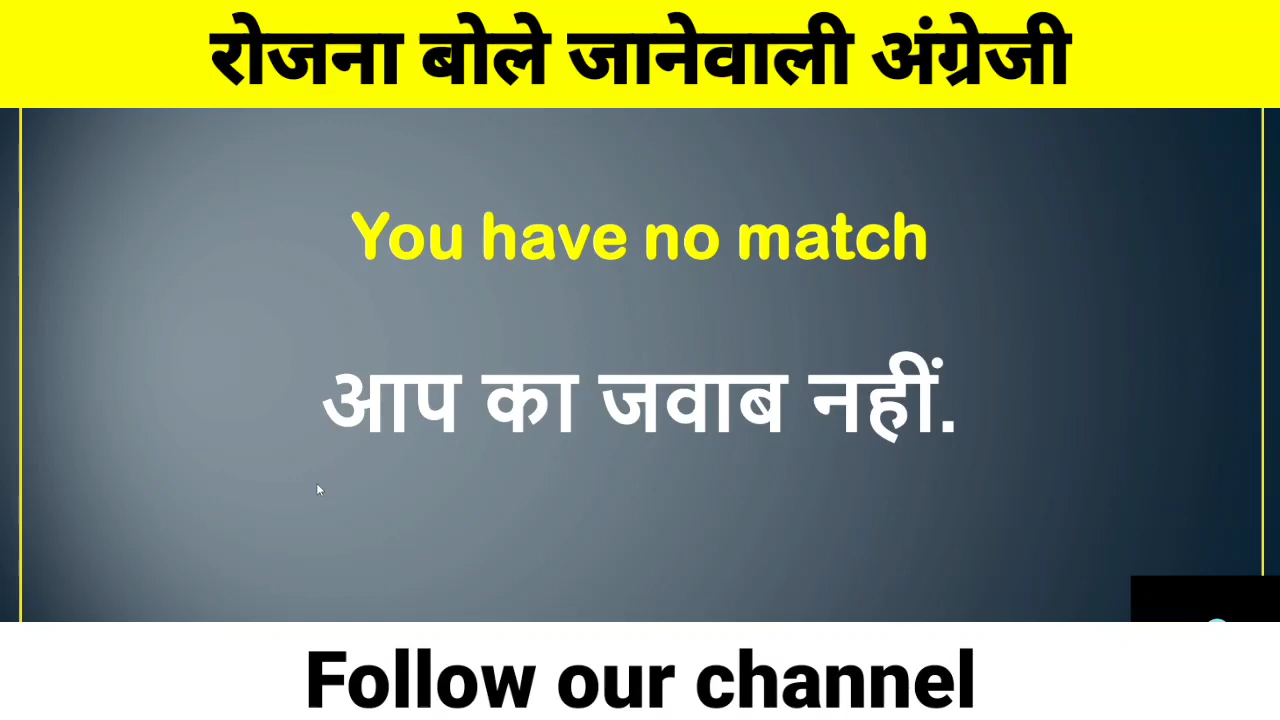 रोजना बोले जानेवाली अंग्रेजी
You have no match
आप का जवाब नहीं.
Follow our channel